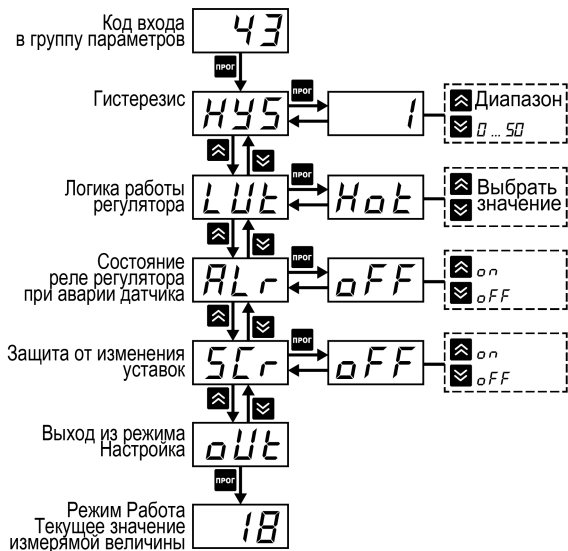 Код входа
в группу параметров
43
ПРОГ
Гистерезис
HYS
ПРОГ
1
Диапазон
0 ... 50
Логика работы
регулятора
LUt
ПРОГ
Hot
Выбрать
значение
Состояние
реле регулятора
при аварии датчика
ALr
ПРОГ
oFF
on
oFF
Защита от изменения
уставок
SCr
ПРОГ
oFF
on
oFF
Выход из режима
Настройка
oUt
ПРОГ
Режим Работа
Текущее значение
измерямой величины
18